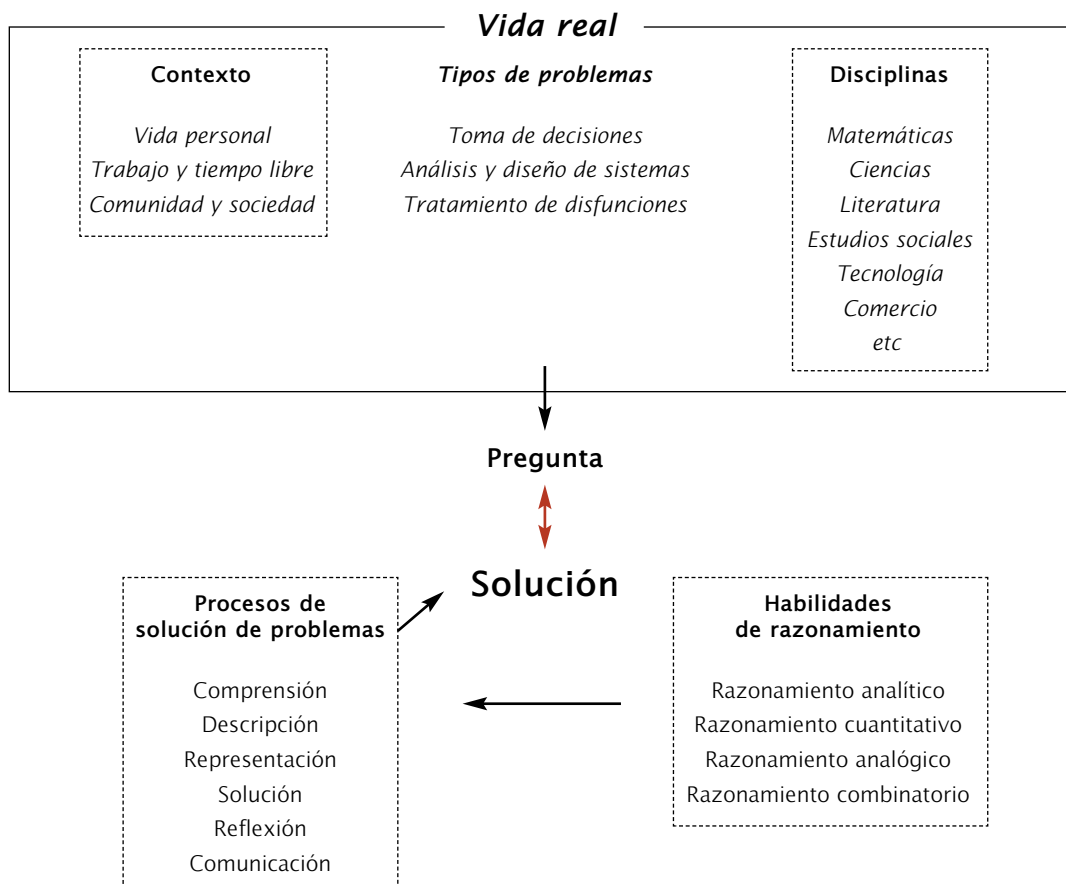 Vida real
Contexto
Vida personal
Trabajo y tiempo libre
Comunidad y sociedad
Tipos de problemas
Toma de decisiones
Análisis y diseño de sistemas
Tratamiento de disfunciones
Disciplinas
Matemáticas
Ciencias
Literatura
Estudios sociales
Tecnología
Comercio
etc
Pregunta
Solución
Procesos de
solución de problemas
Comprensión
Descripción
Representación
Solución
Reflexión
Comunicación
Habilidades
de razonamiento
Razonamiento analítico
Razonamiento cuantitativo
Razonamiento analógico
Razonamiento combinatorio